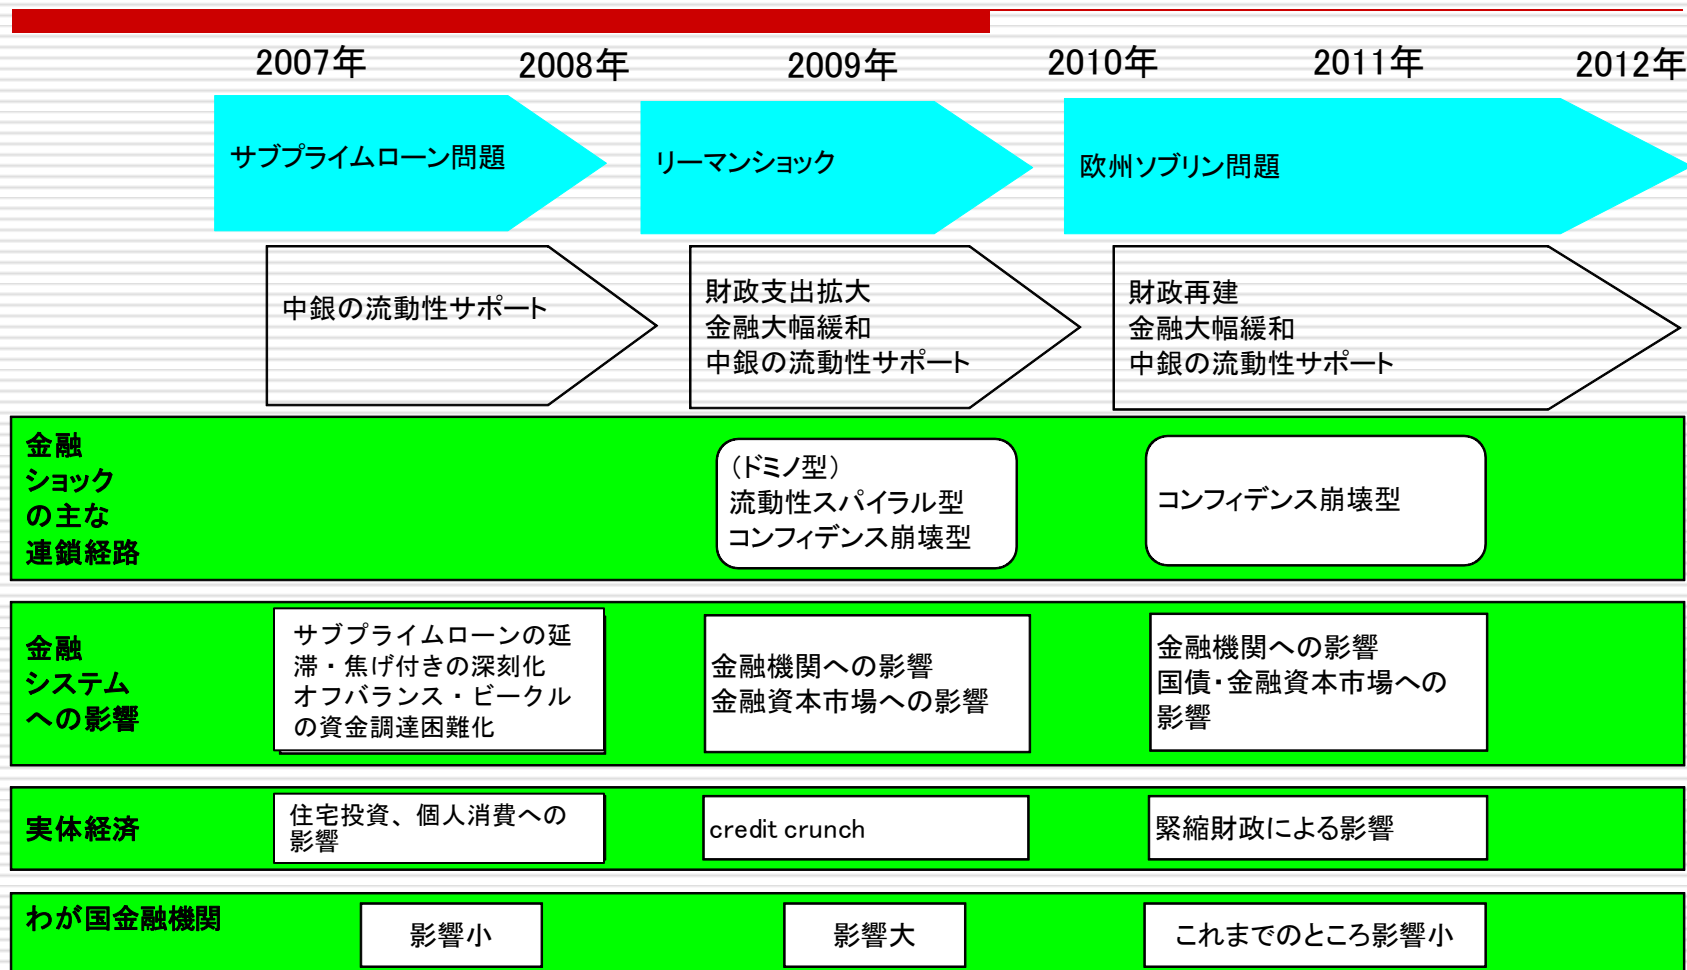 2007年
2008年
2009年
2010年
2011年
2012年
サブプライムローン問題
リーマンショック
欧州ソブリン問題
中銀の流動性サポート
財政支出拡大
金融大幅緩和
中銀の流動性サポート
財政再建
金融大幅緩和
中銀の流動性サポート
金融
ショック
の主な
連鎖経路
(ドミノ型)
流動性スパイラル型
コンフィデンス崩壊型
コンフィデンス崩壊型
金融
システム
への影響
サブプライムローンの延
滞・焦げ付きの深刻化
オフバランス・ビークル
の資金調達困難化
金融機関への影響
金融資本市場への影響
金融機関への影響
国債・金融資本市場への
影響
実体経済
住宅投資、個人消費への
影響
credit crunch
緊縮財政による影響
わが国金融機関
影響小
影響大
これまでのところ影響小